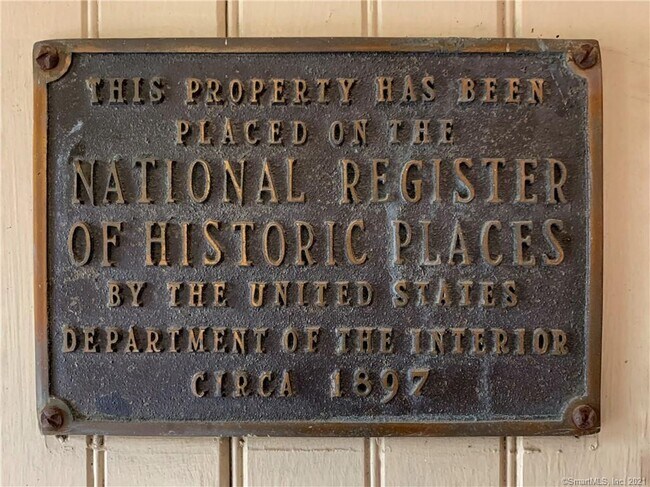 THIS PROPERTY HAS BEEN
PLACED ON THE
NATIONAL REGISTER
OF HISTORIC PLACES
BY THE UNITED STATES
DEPARTMENT OF THE INTERIOR
CIRCA 1897
©SmartMLS, Inc | 2021